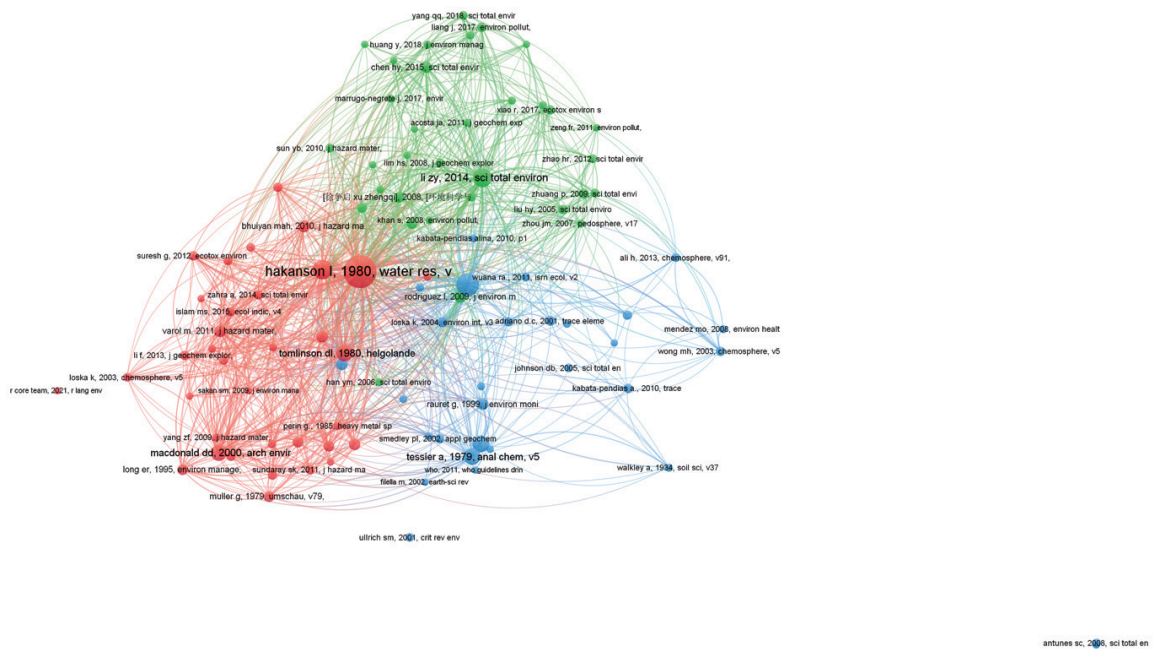 yang qq, 2018, sci total envir
liang j, 2017, environ pollut,
huang y, 2018, j environ manag
chen hy, 2015, sci total envir
marrugo-negrete j, 2017, envir
xiao r, 2017, ecotox environ s
acosta ja, 2011, j geochem exp
zeng fr, 2011, environ pollut,
sun yb, 2010, j hazard mater,
lim hs, 2008, j geochem explor
zhao hr, 2012, sci total envir
li zy, 2014, sci total environ
xu zhengqi], 2008,
zhuang p, 2009, sci total envi
liu hy, 2005, sci total enviro
khan s, 2008, environ pollut,
zhou jm, 2007, pedosphere, v17
bhuiyan mah, 2010, j hazard ma
kabata-pendias alina, 2010, p1
suresh g, 2012, ecotox environ
ali h, 2013, chemosphere, v91,
hakanson l, 1980, water res, v
wuana ra., 2011, isrn ecol, v2
zahra a, 2014, sci total envir
rodriguez l, 2009, j environ m
islam ms, 2015, ecol indic, v4
loska k, 2004, environ int, v3
adriano d.c, 2001, trace eleme
varol m, 2011, j hazard mater,
mendez mo, 2008, environ healt
li f, 2013, j geochem explor,
tomlinson dl, 1980, helgolande
wong mh, 2003, chemosphere, v5
johnson db, 2005, sci total en
loska k, 2003, chemosphere, v5
han ym, 2006, sci total enviro
r core team, 2021, r lang env
sakan sm, 2009, j environ mana
kabata-pendias a., 2010, trace
rauret g, 1999, j environ moni
perin g., 1985, heavy metal sp
yang zf, 2009, j hazard mater,
smedley pl, 2002, appl geochem
macdonald dd, 2000, arch envir
tessier a, 1979, anal chem, v5
long er, 1995, environ manage,
sundaray sk, 2011, j hazard ma
who, 2011, who guidelines drin
walkley a, 1934, soil sci, v37
filella m, 2002, earth-sci rev
muller g, 1979, umschau, v79,
ullrich sm, 2001, crit rev env
antunes sc, 2008, sci total en